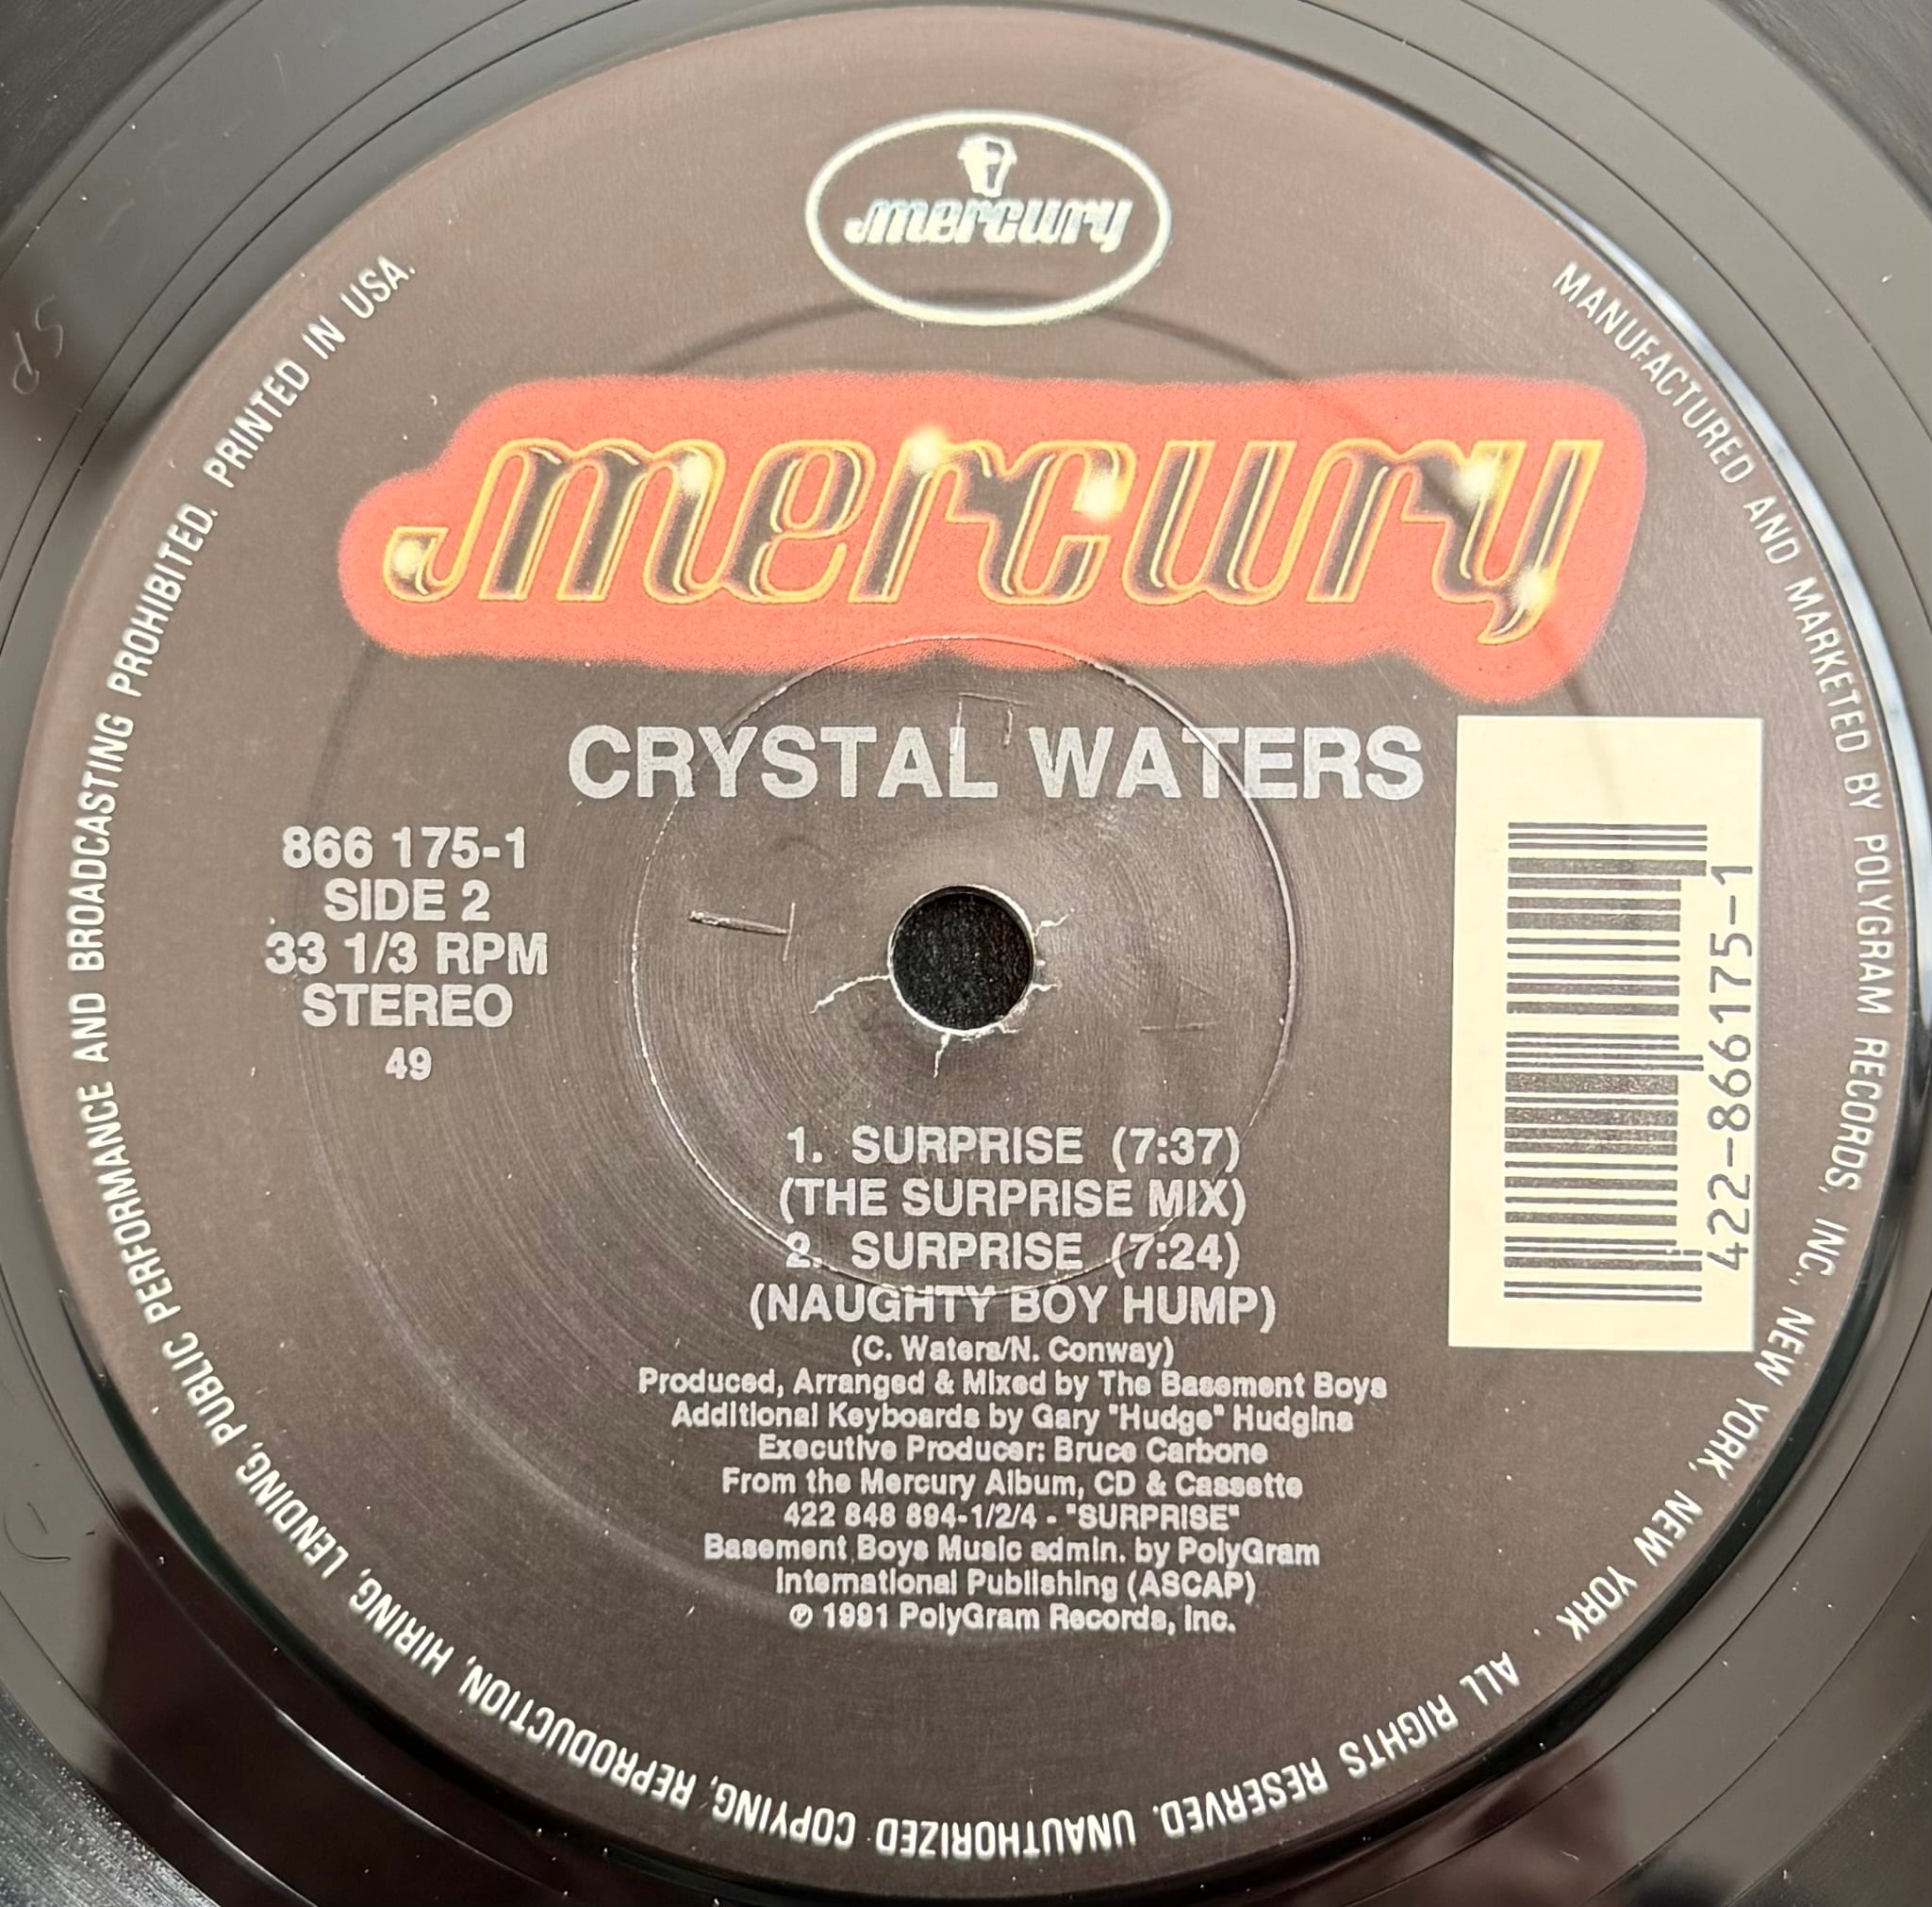 mercury
mercury
CRYSTAL WATERS
866 175-1
SIDE 2
33 1/3 RPM
STEREO
49
422-866175-1
1. SURPRISE (7:37)
(THE SURPRISE MIX)
2. SURPRISE (7:24)
(NAUGHTY BOY HUMP)
(C. Waters/N. Conway)
Produced, Arranged & Mixed by The Basement Boys
Additional Keyboards by Gary "Hudge" Hudgins
Executive Producer: Bruce Carbone
From the Mercury Album, CD & Cassette
422 848 894-1/2/4 - "SURPRISE"
Basement Boys Music admin. by PolyGram
International Publishing (ASCAP)
℗ 1991 PolyGram Records, Inc.
MANUFACTURED AND MARKETED BY POLYGRAM RECORDS, INC., NEW YORK, NEW YORK. ALL RIGHTS RESERVED. UNAUTHORIZED COPYING, REPRODUCTION, HIRING, LENDING, PUBLIC PERFORMANCE AND BROADCASTING PROHIBITED. PRINTED IN USA.
SP